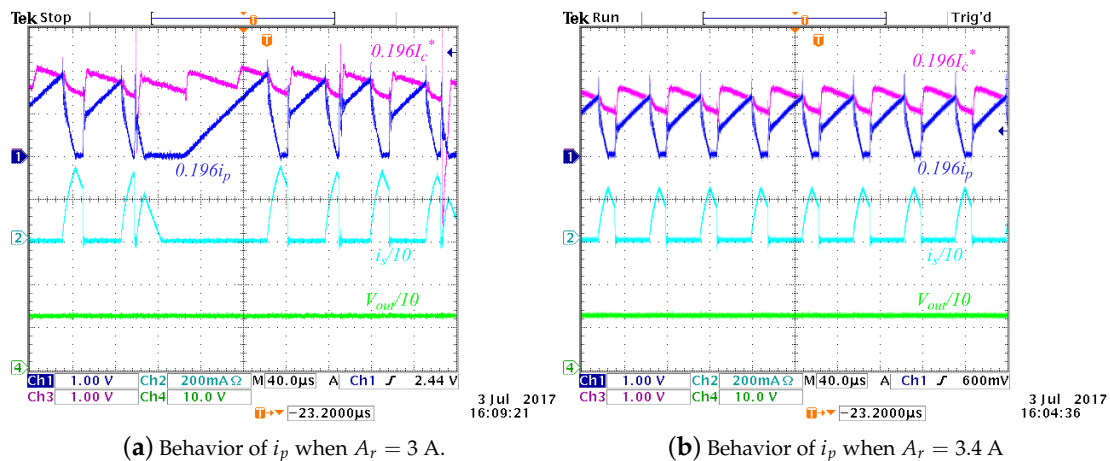 Tek Stop
T
T
0.196I_c*
1
0.196i_p
2
i_s/10
V_out/10
4
Ch1 1.00 V Ch2 200mAΩ M 40.0μs A Ch1 ∫ 2.44 V
Ch3 1.00 V Ch4 10.0 V
T→▼ −23.2000μs
3 Jul 2017
16:09:21
(a) Behavior of i_p when A_r = 3 A.
Tek Run Trig'd
T
T
0.196I_c*
1
0.196i_p
2
i_s/10
V_out/10
4
Ch1 1.00 V Ch2 200mAΩ M 40.0μs A Ch1 ∫ 600mV
Ch3 1.00 V Ch4 10.0 V
T→▼ −23.2000μs
3 Jul 2017
16:04:36
(b) Behavior of i_p when A_r = 3.4 A